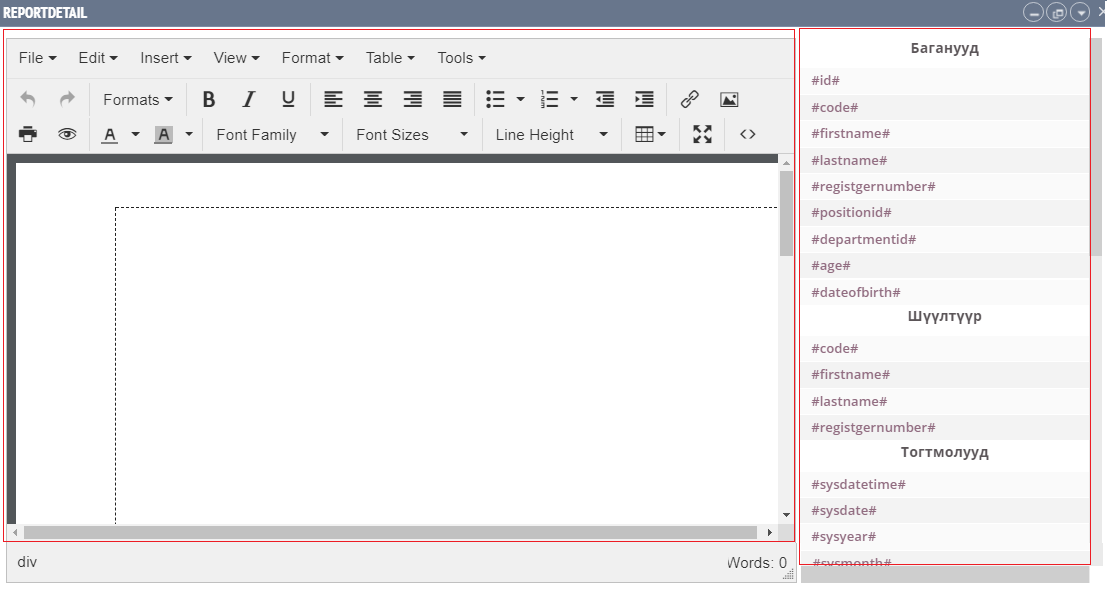 REPORTDETAIL
File Edit Insert View Format Table Tools
Formats B I U
A A Font Family Font Sizes Line Height
div
Words: 0
Баганууд
#id#
#code#
#firstname#
#lastname#
#registgernumber#
#positionid#
#departmentid#
#age#
#dateofbirth#
Шүүлтүүр
#code#
#firstname#
#lastname#
#registgernumber#
Тогтмолууд
#sysdatetime#
#sysdate#
#sysyear#
#sysmonth#